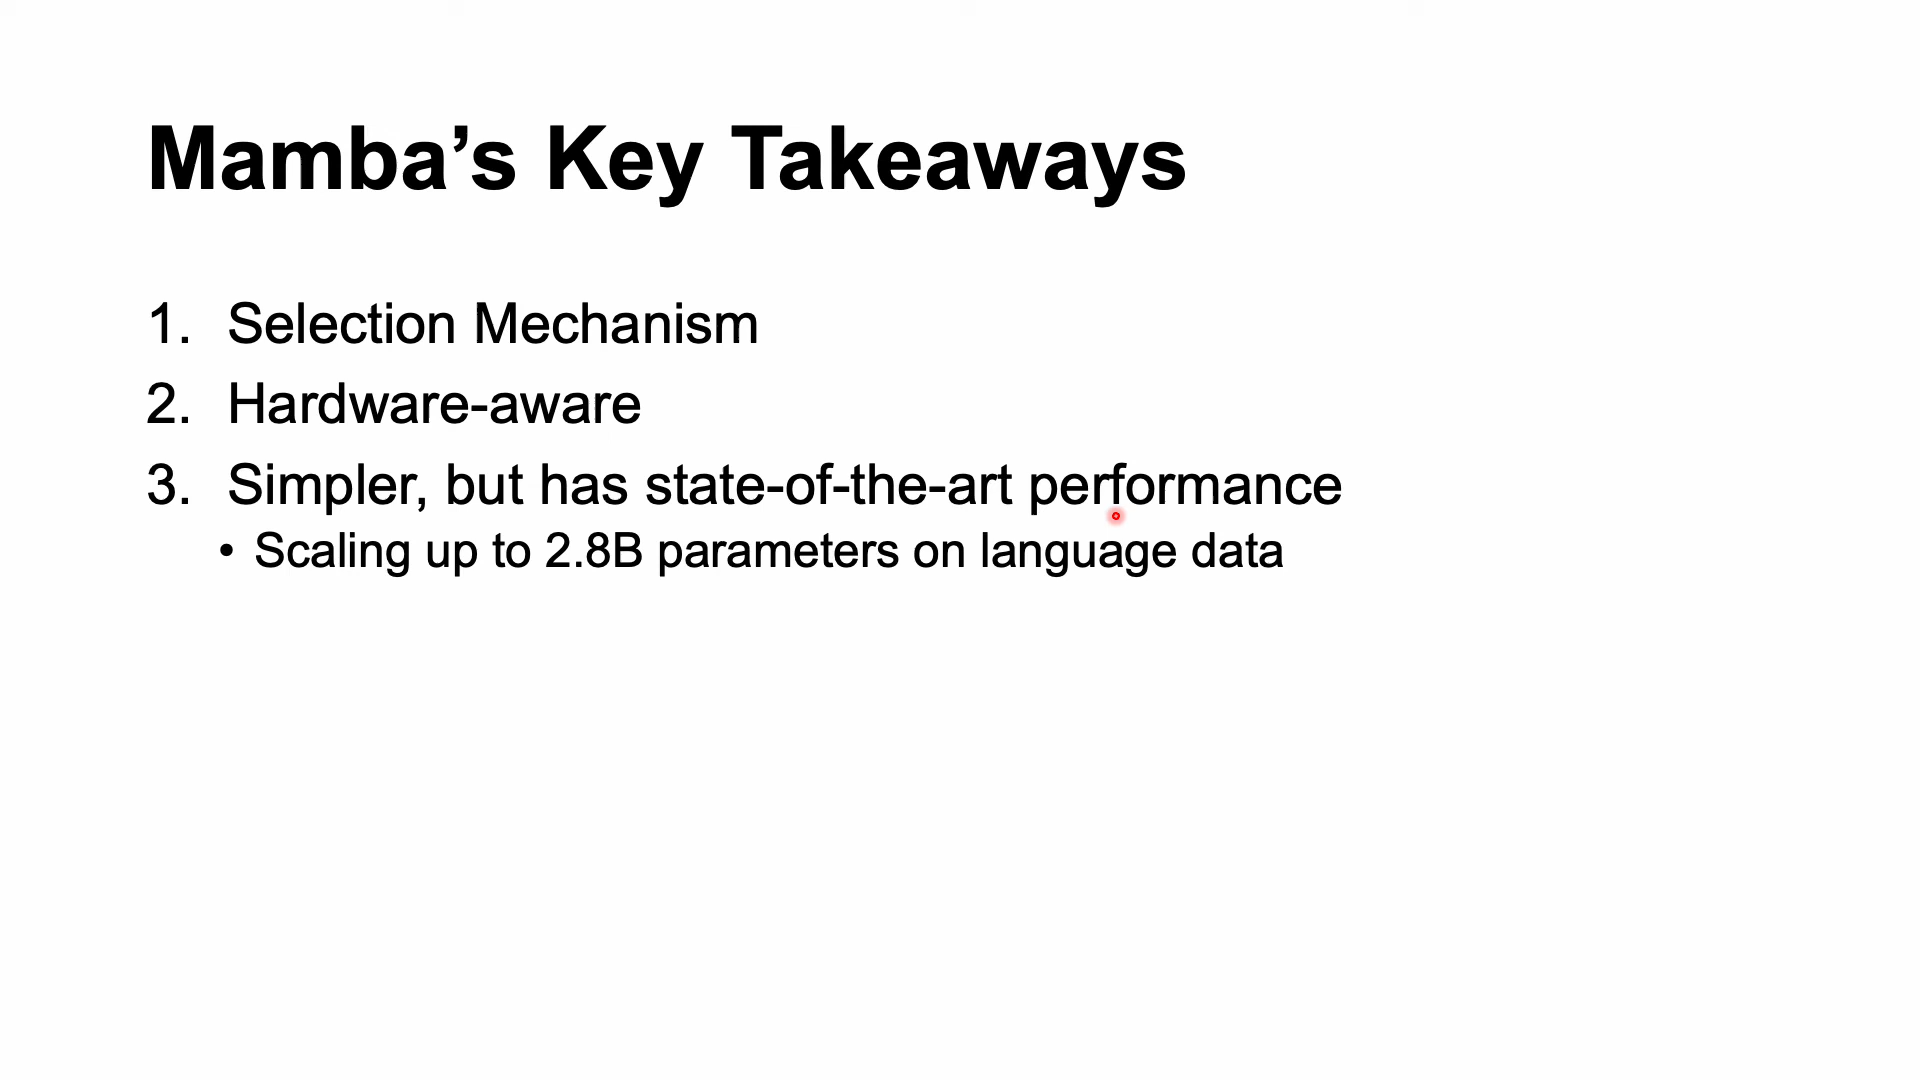 Mamba’s Key Takeaways
1. Selection Mechanism
2. Hardware-aware
3. Simpler, but has state-of-the-art performance
• Scaling up to 2.8B parameters on language data